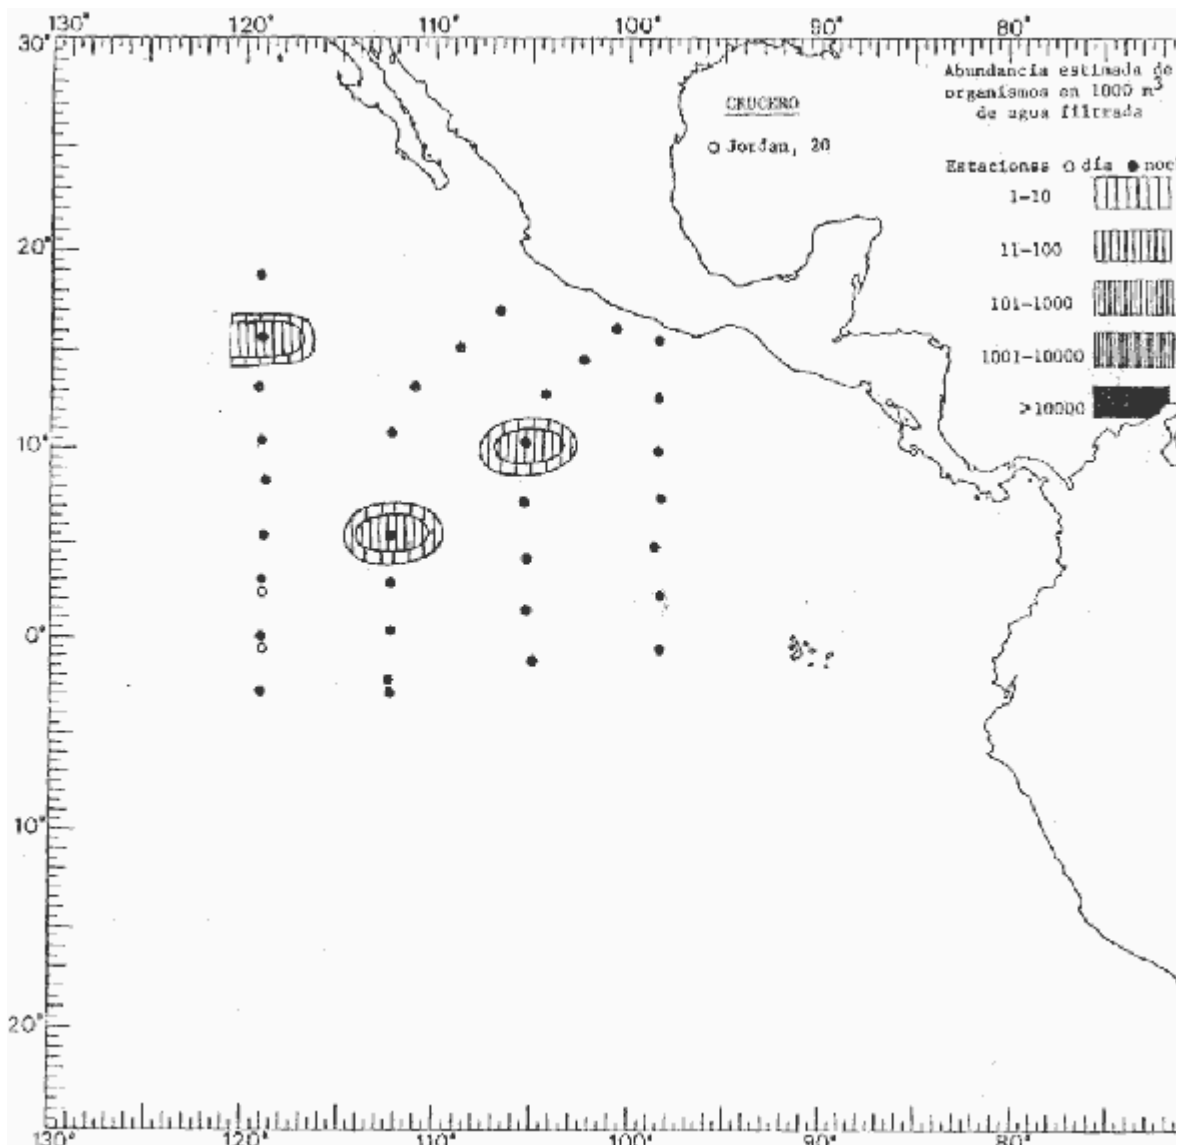 130° 120° 110° 100° 90° 80°
30°
Abundancia estimada de
organismos en 1000 m³
de agua filtrada
CRUCERO
Jordan, 20
Estaciones día noc
1-10
20°
11-100
101-1000
1001-10000
>10000
10°
0°
10°
20°
130° 120° 110° 100° 90° 80°